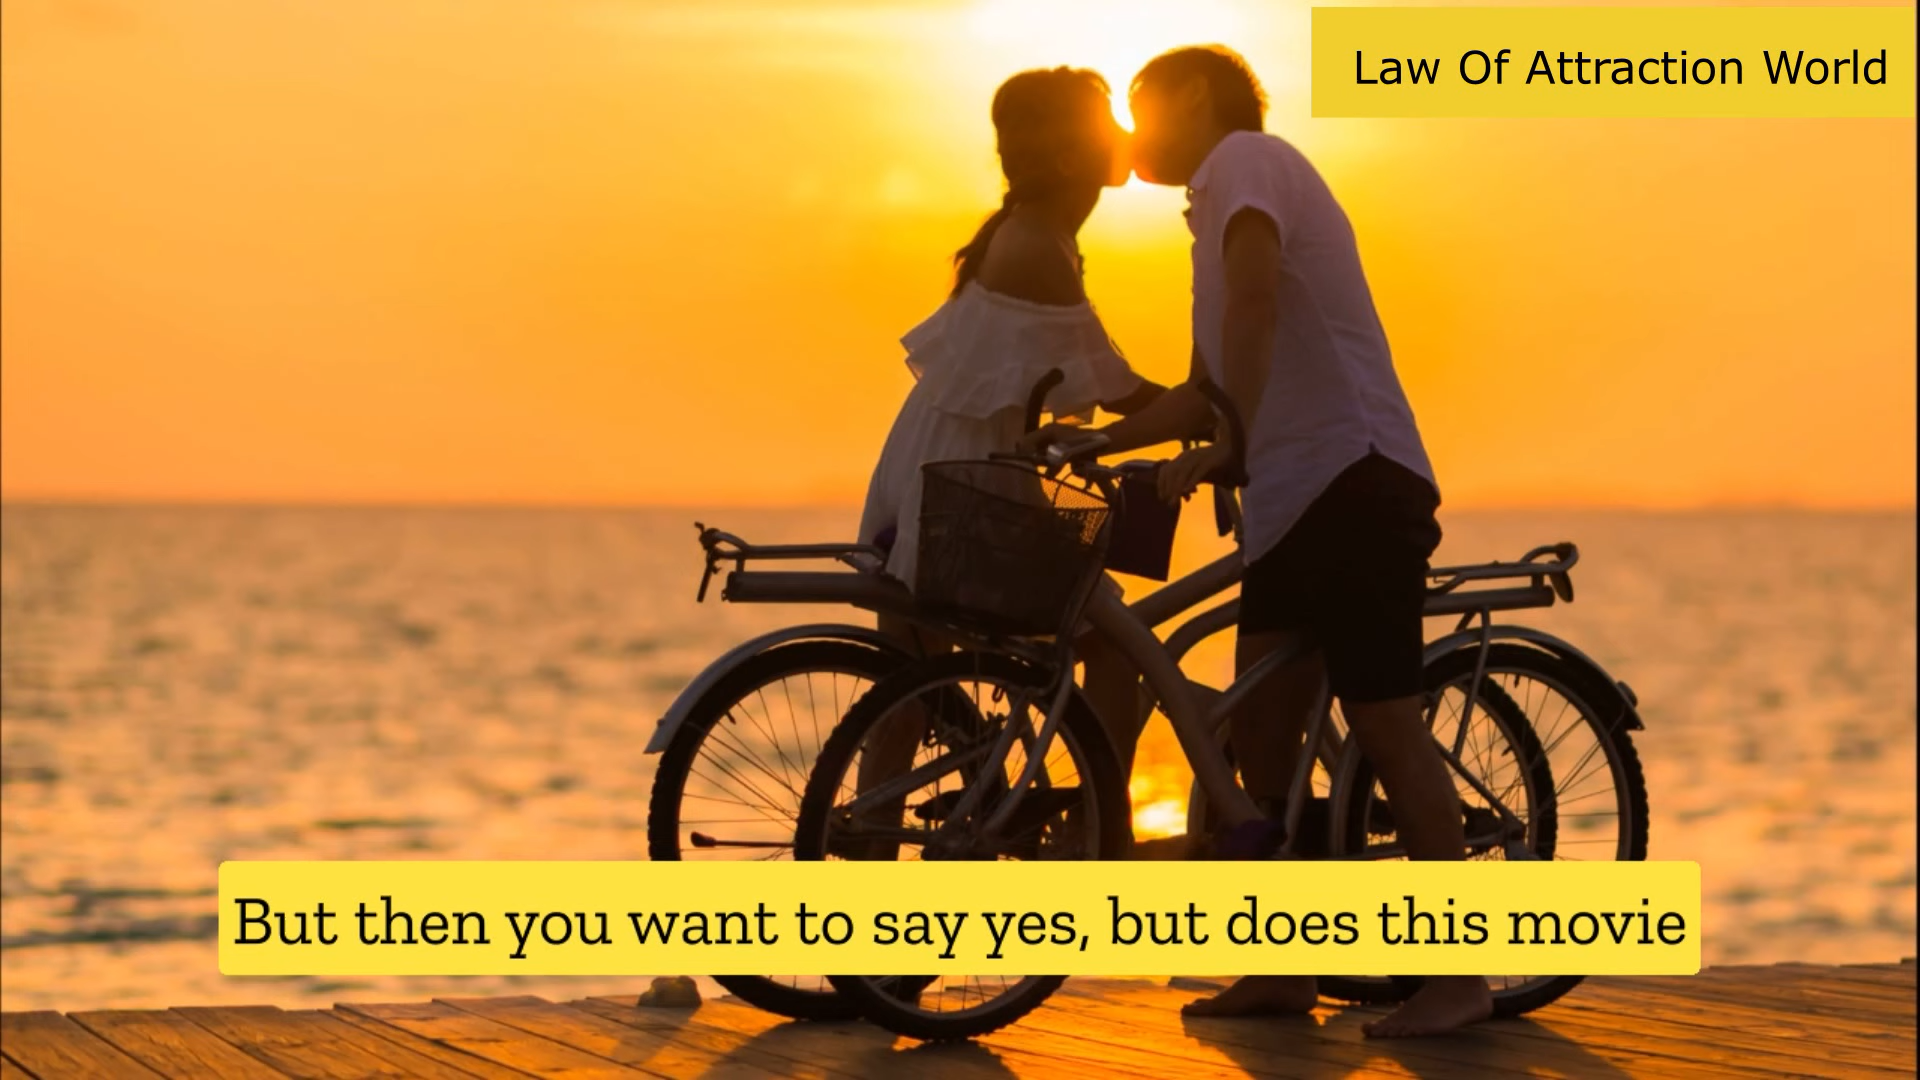 Law Of Attraction World
But then you want to say yes, but does this movie